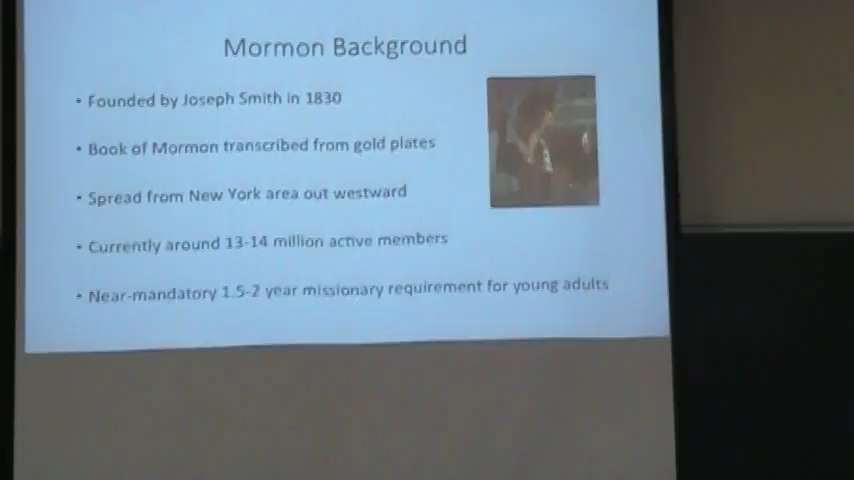 Mormon Background
• Founded by Joseph Smith in 1830
• Book of Mormon transcribed from gold plates
• Spread from New York area out westward
• Currently around 13-14 million active members
• Near-mandatory 1.5-2 year missionary requirement for young adults